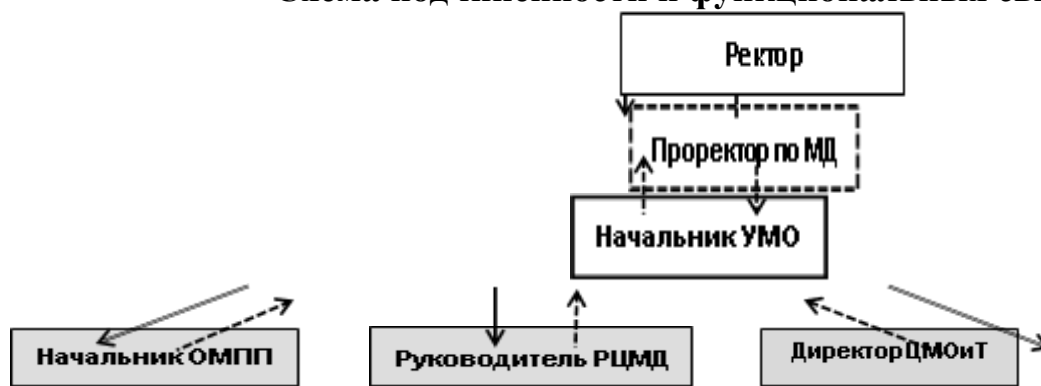 Ректор
Проректор по МД
Начальник УМО
Начальник ОМПП
Руководитель РЦМД
Директор ЦМОиТ